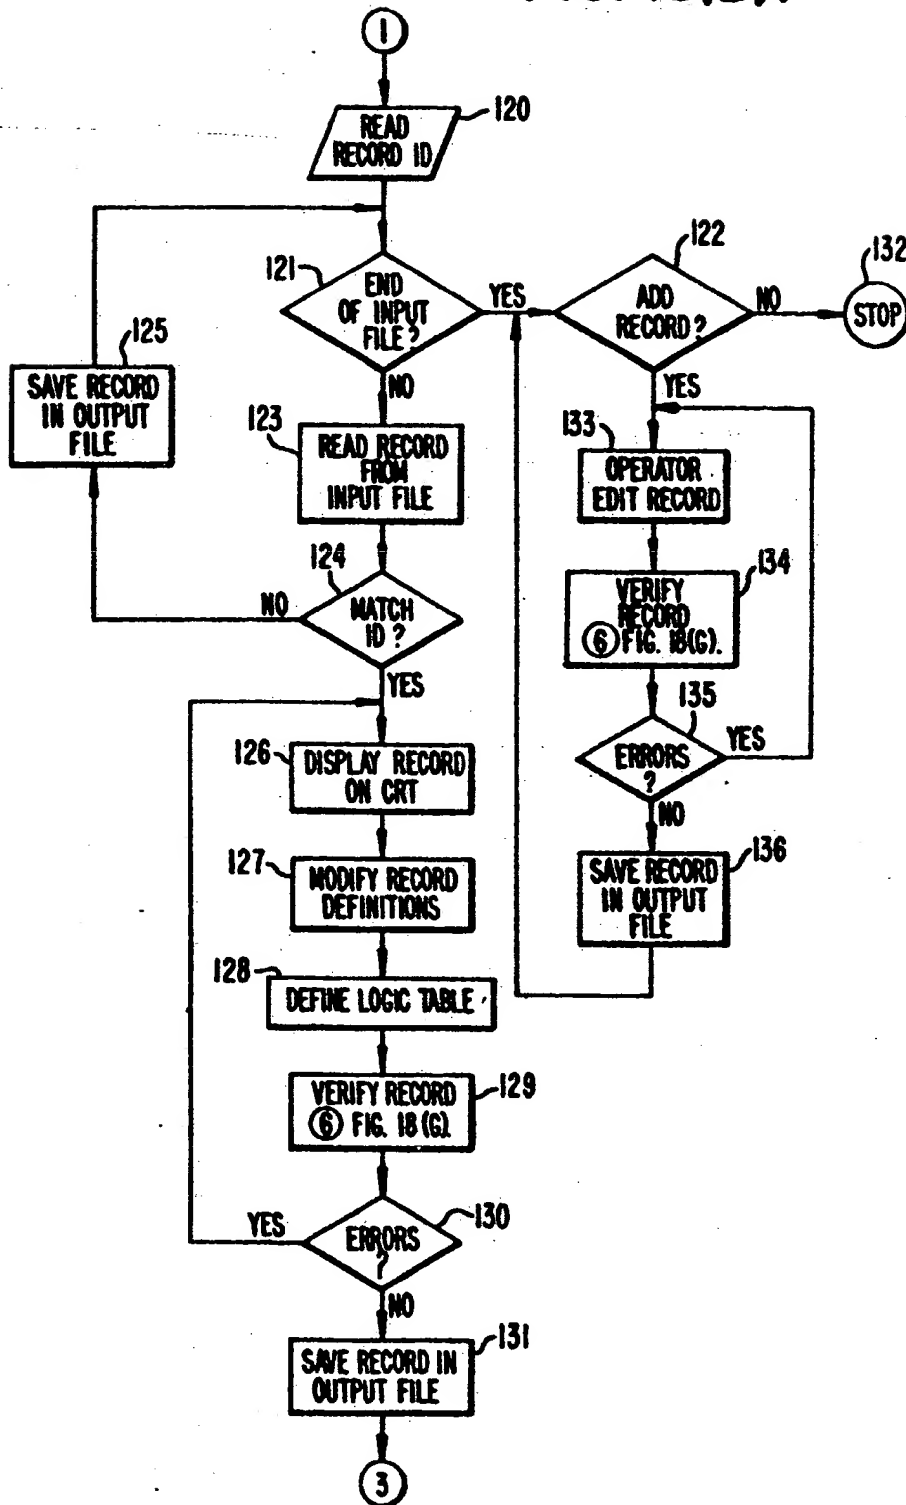 1
120
READ
RECORD ID
121
END
OF INPUT
FILE?
YES
122
ADD
RECORD?
NO
132
STOP
125
SAVE RECORD
IN OUTPUT
FILE
NO
YES
123
READ RECORD
FROM
INPUT FILE
133
OPERATOR
EDIT RECORD
124
MATCH
ID?
NO
YES
134
VERIFY
RECORD
6 FIG. 18(G).
135
ERRORS
?
YES
NO
126
DISPLAY RECORD
ON CRT
136
SAVE RECORD
IN OUTPUT
FILE
127
MODIFY RECORD
DEFINITIONS
128
DEFINE LOGIC TABLE
129
VERIFY RECORD
6 FIG. 18(G)
130
ERRORS
?
YES
NO
131
SAVE RECORD IN
OUTPUT FILE
3